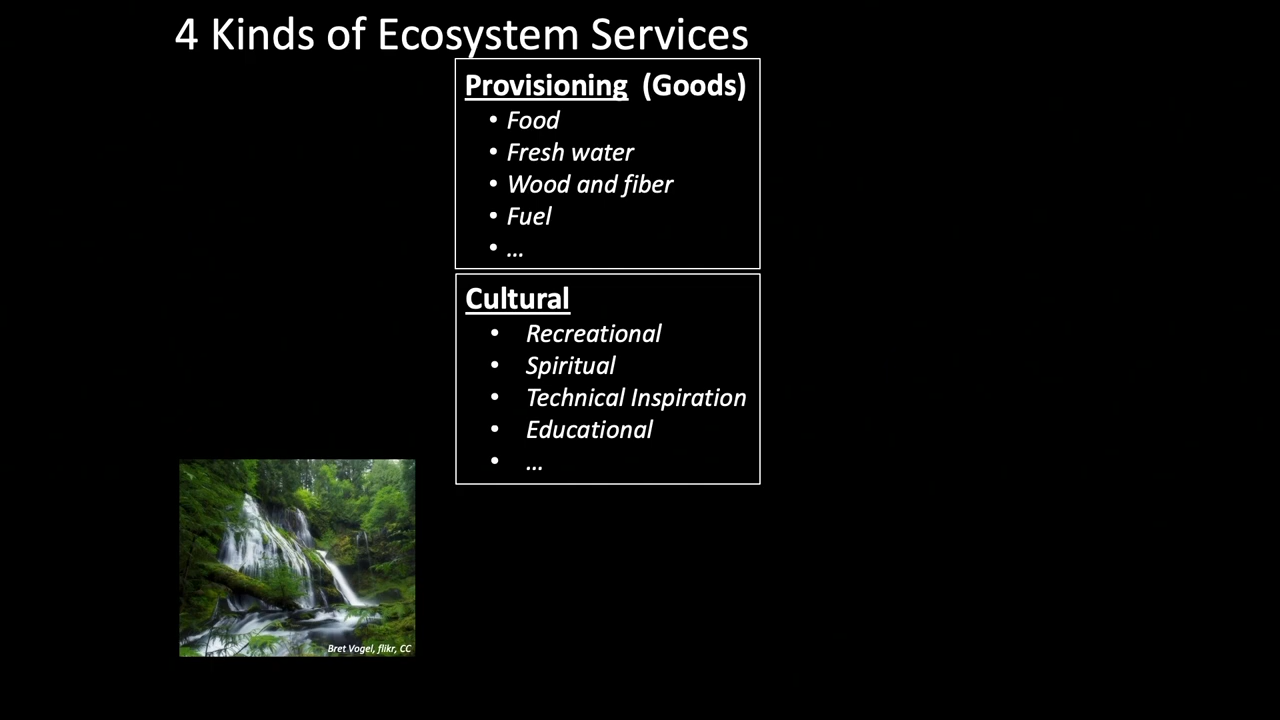 4 Kinds of Ecosystem Services
Provisioning (Goods)
• Food
• Fresh water
• Wood and fiber
• Fuel
• ...
Cultural
• Recreational
• Spiritual
• Technical Inspiration
• Educational
• ...
Bret Vogel, flikr, CC